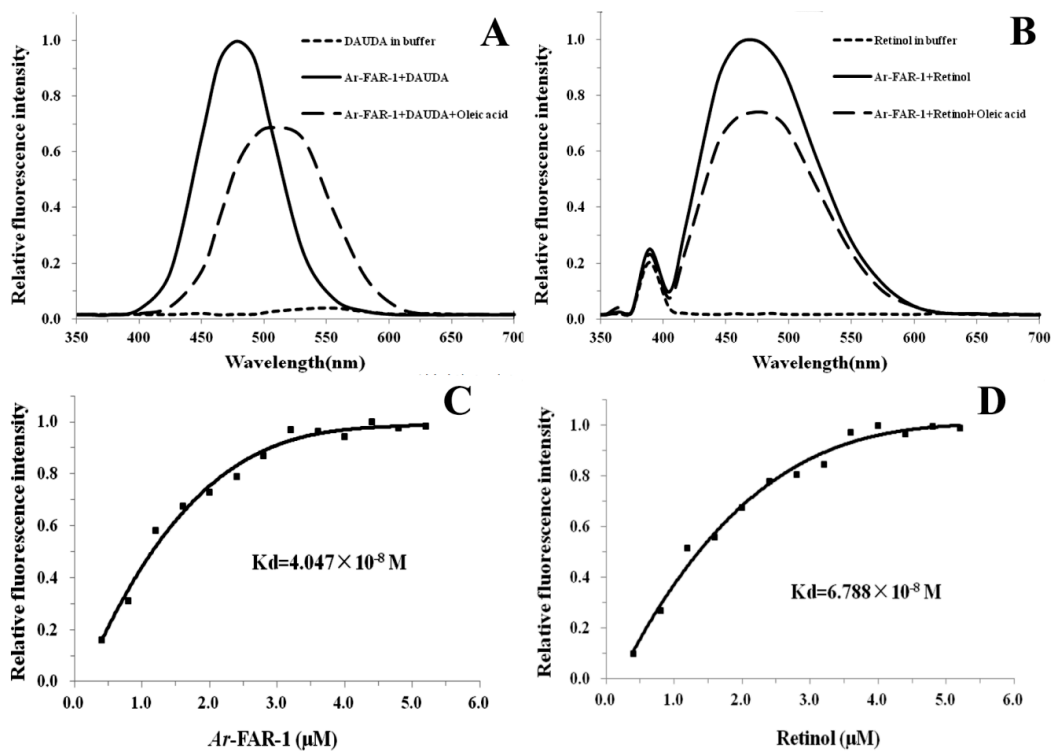 A
Relative fluorescence intensity
1.0
0.8
0.6
0.4
0.2
0.0
350 400 450 500 550 600 650 700
Wavelength(nm)
DAUDA in buffer
Ar-FAR-1+DAUDA
Ar-FAR-1+DAUDA+Oleic acid
B
Relative fluorescence intensity
1.0
0.8
0.6
0.4
0.2
0.0
350 400 450 500 550 600 650 700
Wavelength(nm)
Retinol in buffer
Ar-FAR-1+Retinol
Ar-FAR-1+Retinol+Oleic acid
C
Relative fluorescence intensity
1.0
0.8
0.6
0.4
0.2
0.0
Kd=4.047×10⁻⁸ M
0.0 1.0 2.0 3.0 4.0 5.0 6.0
Ar-FAR-1 (μM)
D
Relative fluorescence intensity
1.0
0.8
0.6
0.4
0.2
0.0
Kd=6.788×10⁻⁸ M
0.0 1.0 2.0 3.0 4.0 5.0 6.0
Retinol (μM)